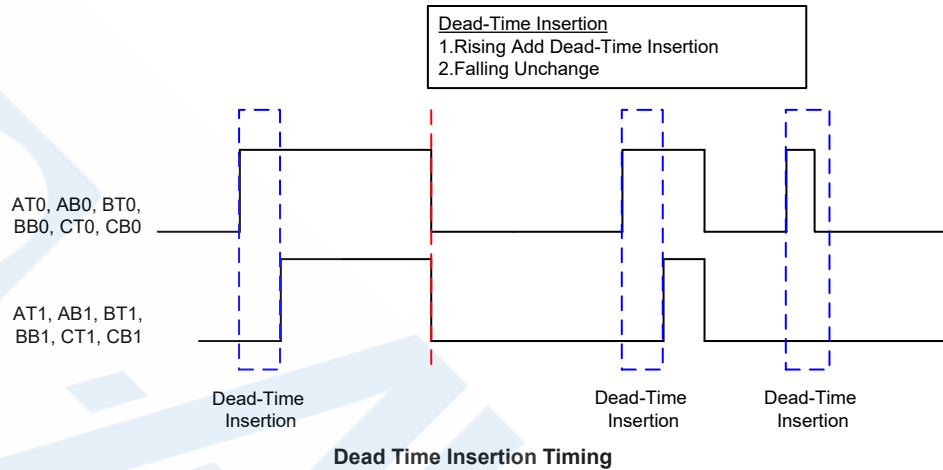 Dead-Time Insertion
1.Rising Add Dead-Time Insertion
2.Falling Unchange
AT0, AB0, BT0,
BB0, CT0, CB0
AT1, AB1, BT1,
BB1, CT1, CB1
Dead-Time
Insertion
Dead-Time
Insertion
Dead-Time
Insertion
Dead Time Insertion Timing